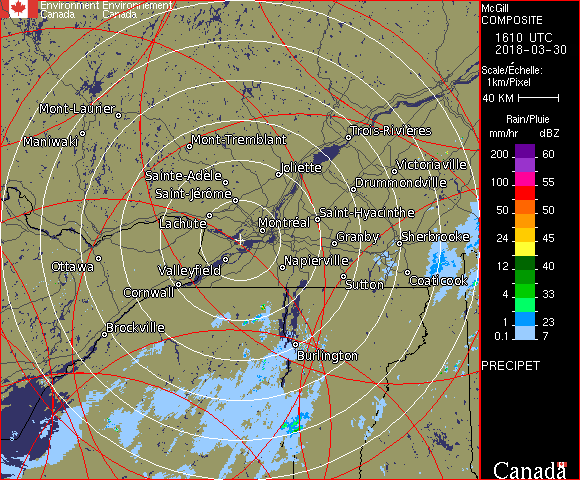 Environment Environnement
Canada Canada
McGill
COMPOSITE
1610 UTC
2018-03-30
Scale/Échelle:
1km/Pixel
40 KM
Rain/Pluie
mm/hr dBZ
200 60
150 57
100 55
50 50
24 45
12 40
4 33
1 23
0.1 7
PRECIPET
Canada
Mont-Laurier
Maniwaki
Mont-Tremblant
Trois-Rivières
Sainte-Adèle
Joliette
Victoriaville
Saint-Jérôme
Drummondville
Lachute
Montréal
Saint-Hyacinthe
Granby
Sherbrooke
Ottawa
Valleyfield
Napierville
Cornwall
Sutton
Coaticook
Brockville
Burlington